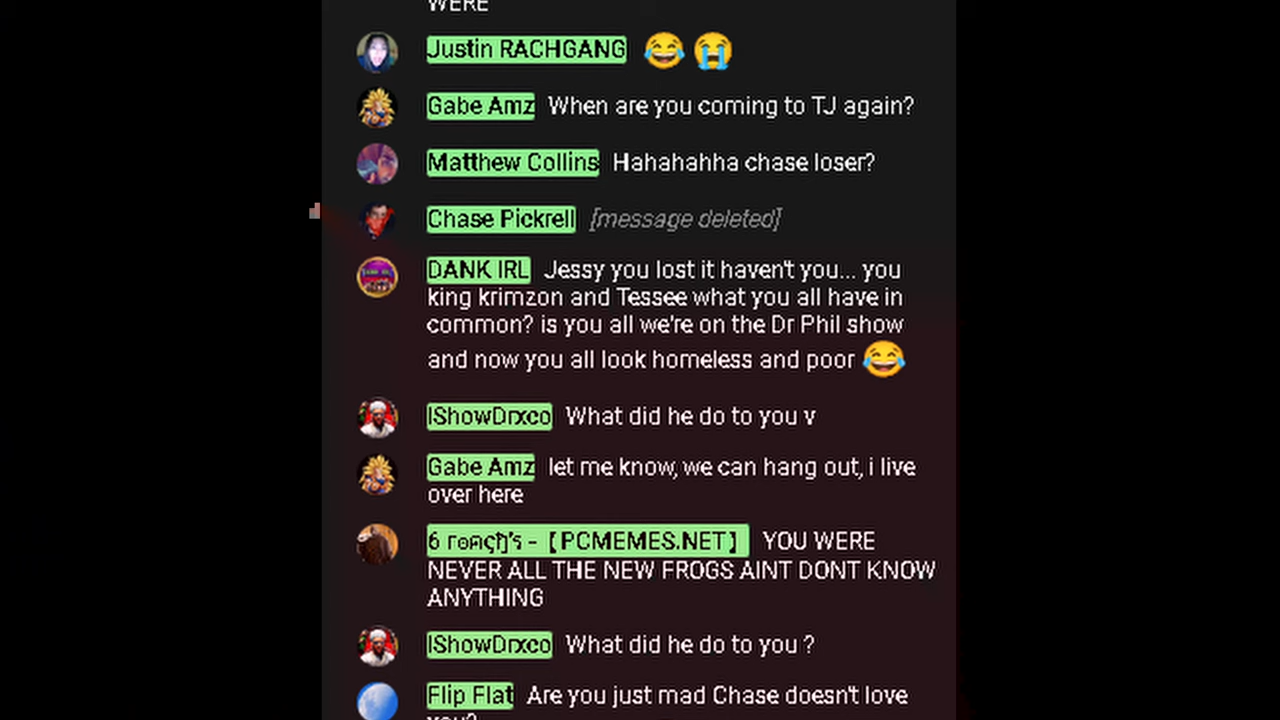 WERE
Justin RACHGANG 😂 😭
Gabe Amz When are you coming to TJ again?
Matthew Collins Hahahahha chase loser?
Chase Pickrell [message deleted]
DANK IRL Jessy you lost it haven't you... you
king krimzon and Tessee what you all have in
common? is you all we're on the Dr Phil show
and now you all look homeless and poor 😂
IShowDrxco What did he do to you v
Gabe Amz let me know, we can hang out, i live
over here
6 - 【PCMEMES.NET】 YOU WERE
NEVER ALL THE NEW FROGS AINT DONT KNOW
ANYTHING
IShowDrxco What did he do to you ?
Flip Flat Are you just mad Chase doesn't love
you?